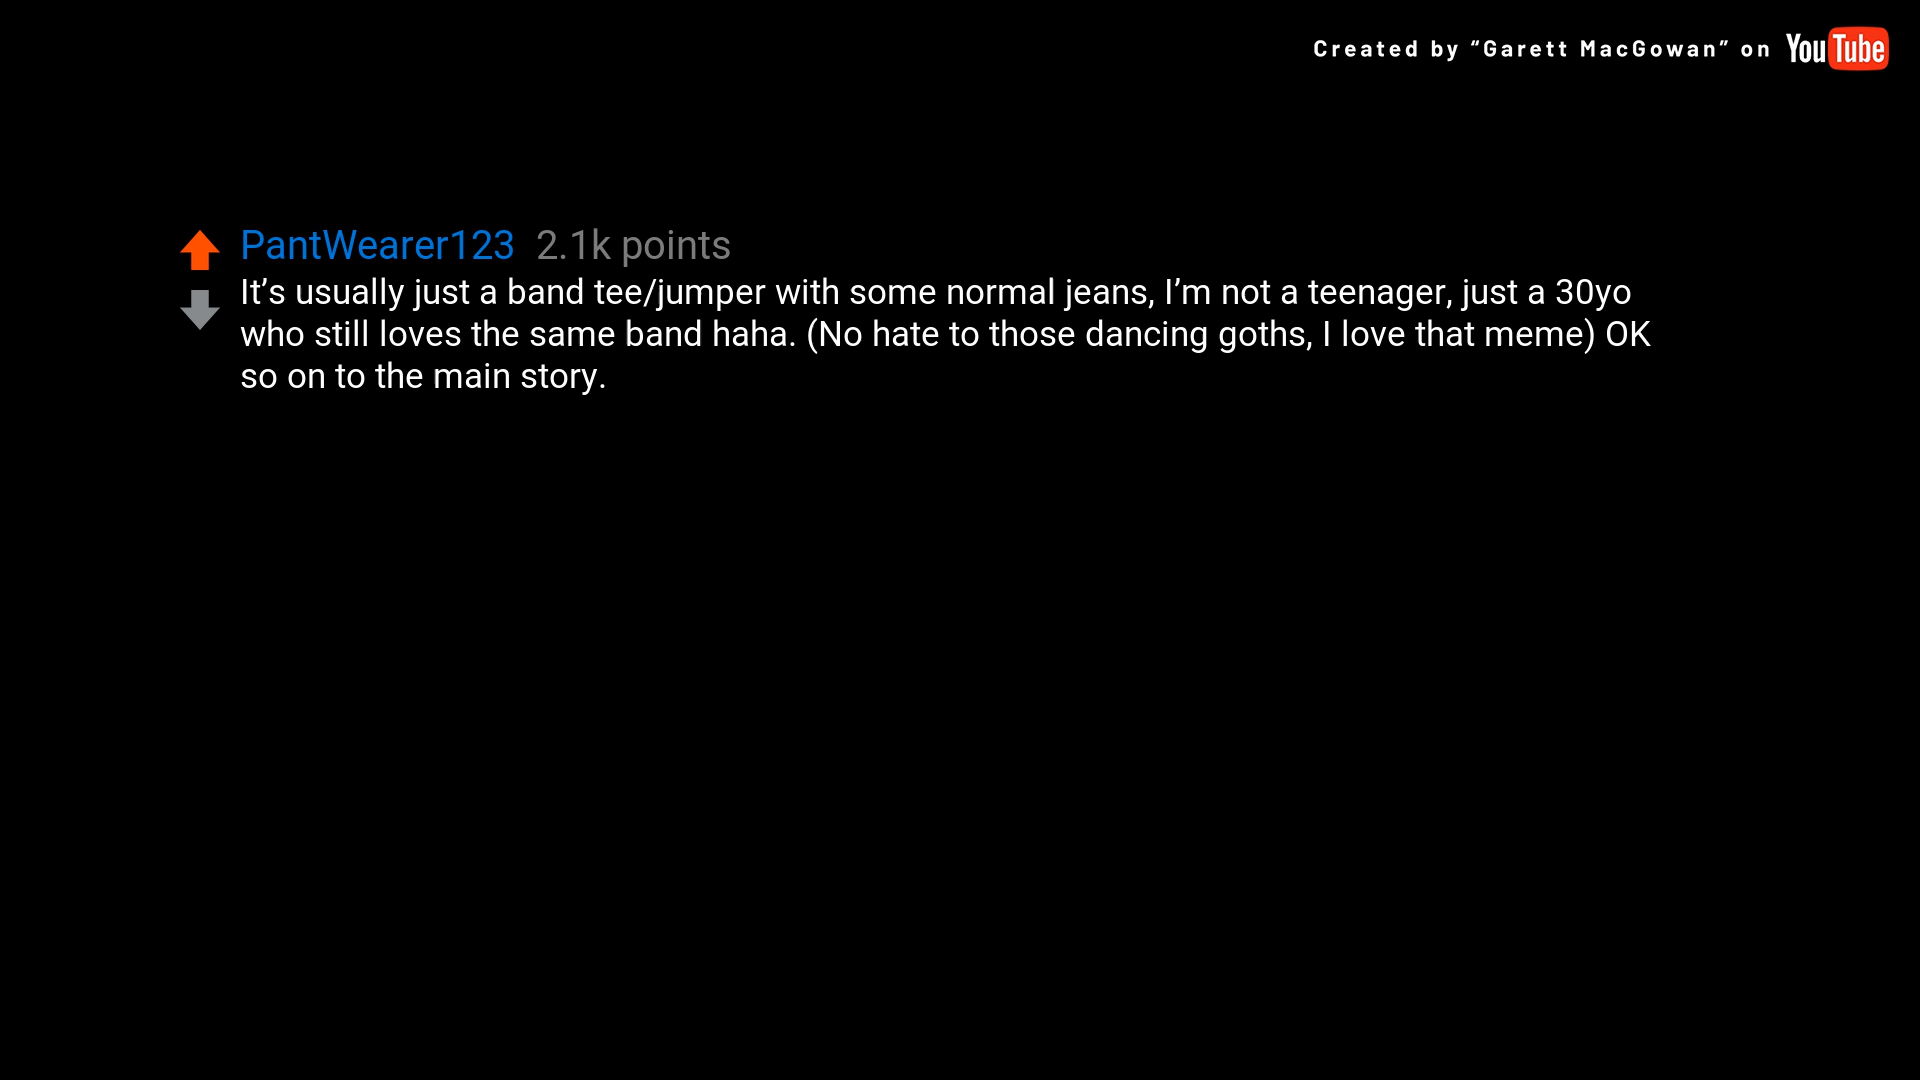 Created by “Garett MacGowan” on YouTube
PantWearer123 2.1k points
It’s usually just a band tee/jumper with some normal jeans, I’m not a teenager, just a 30yo
who still loves the same band haha. (No hate to those dancing goths, I love that meme) OK
so on to the main story.